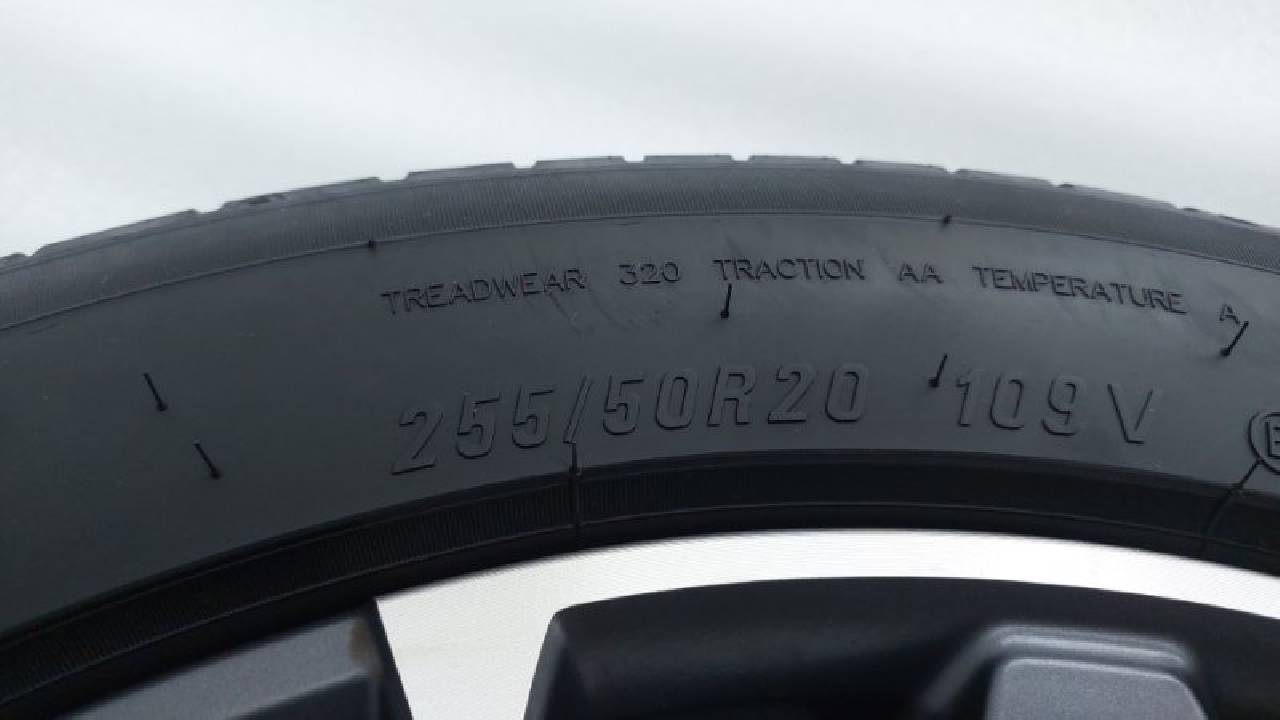 TREADWEAR 320 TRACTION AA TEMPERATURE A
255/50R20 109V